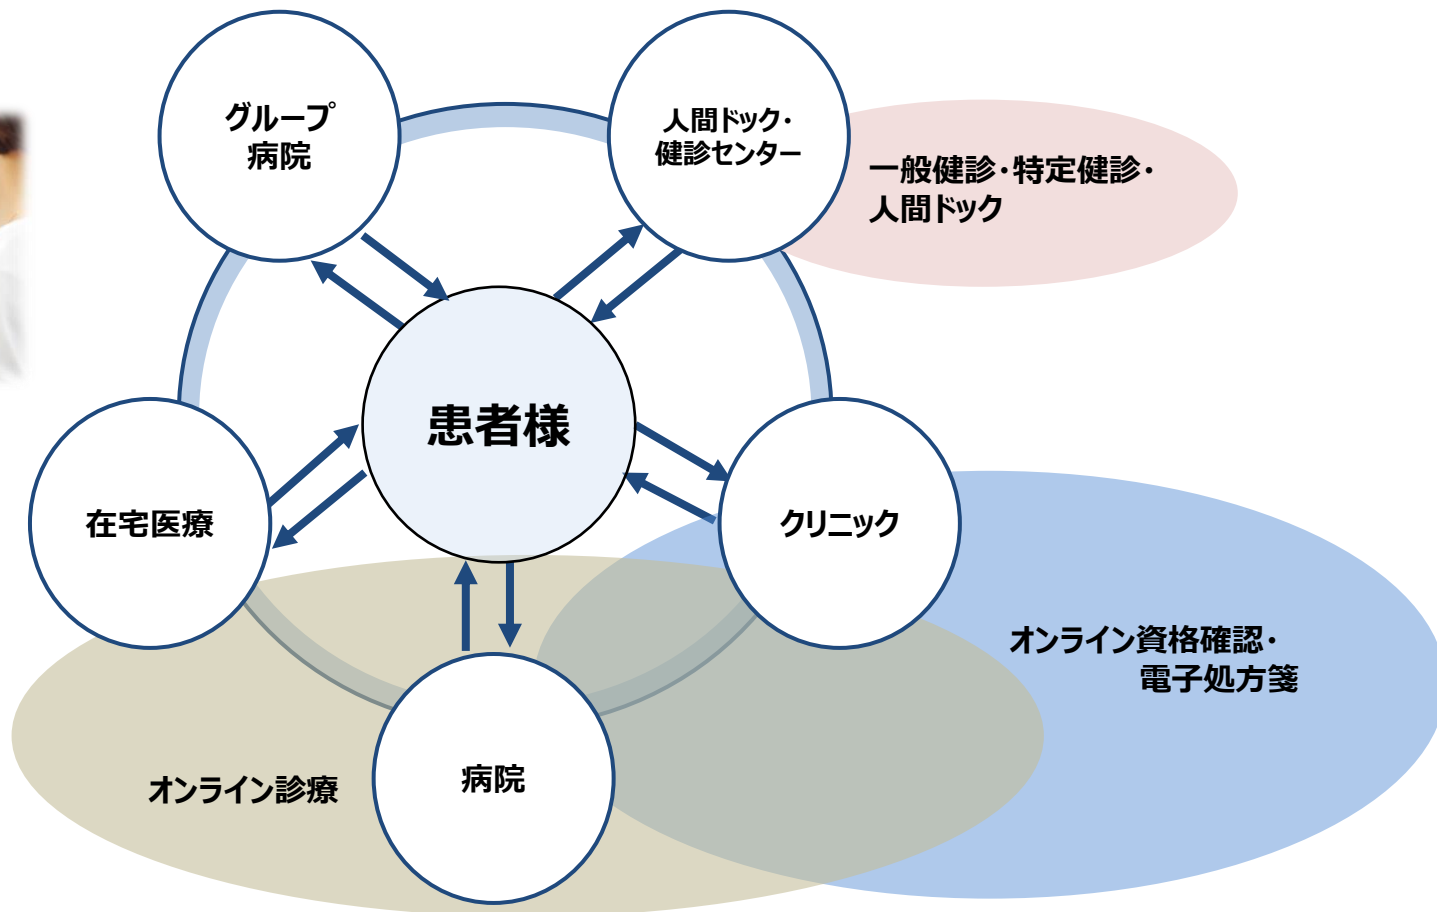 グループ
病院
人間ドック・
健診センター
一般健診・特定健診・
人間ドック
患者様
在宅医療
クリニック
オンライン資格確認・
電子処方箋
オンライン診療
病院